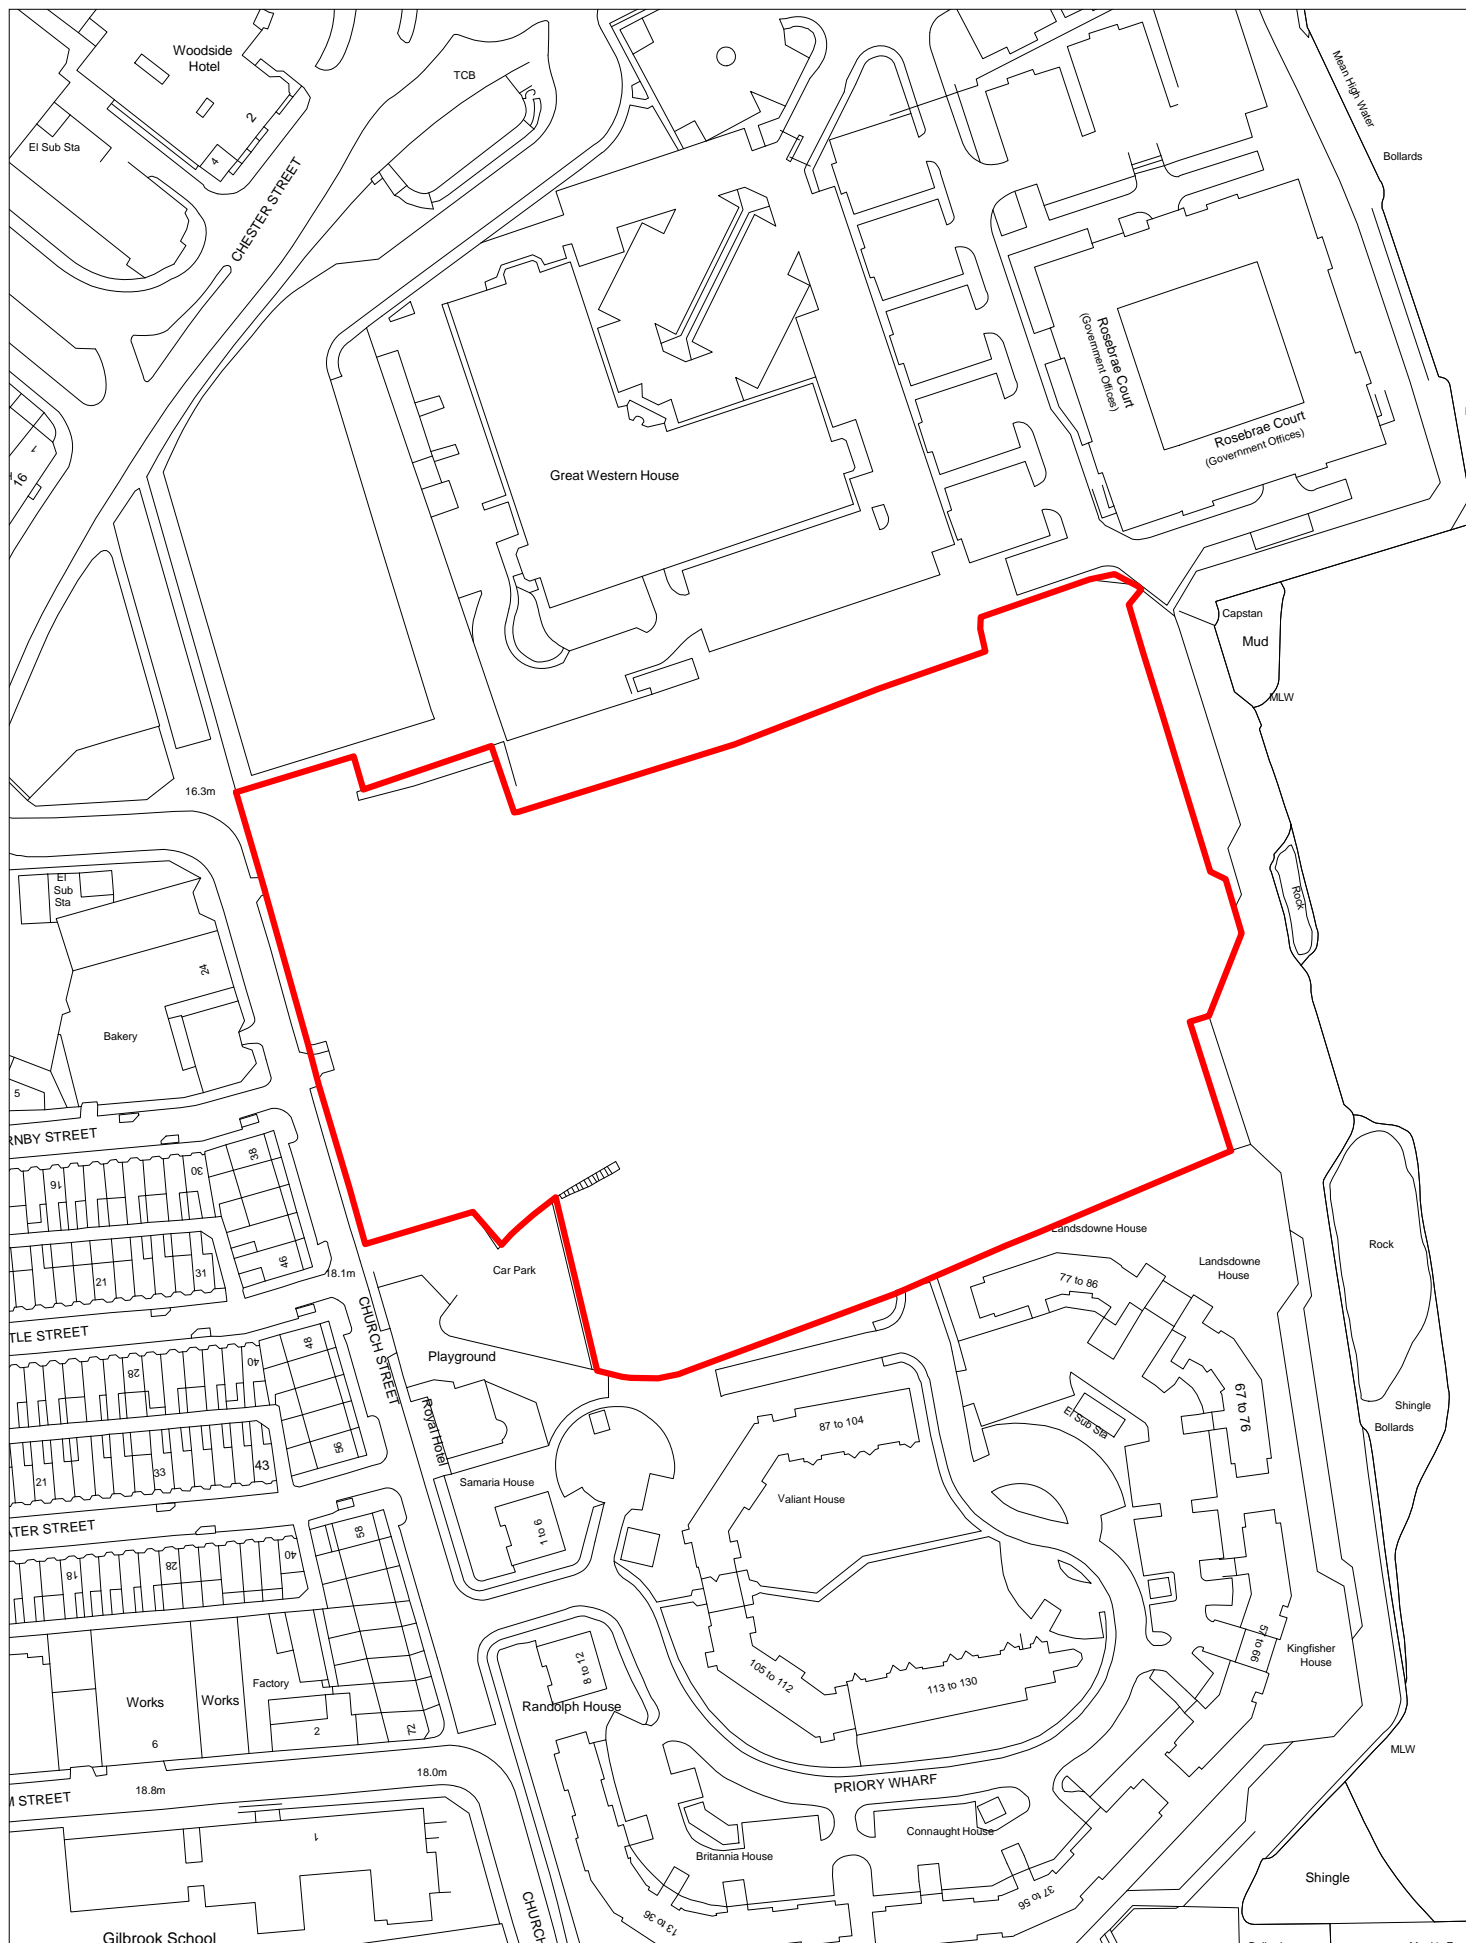 Woodside
Hotel
TCB
Mean High Water
El Sub Sta
2
4
Bollards
CHESTER STREET
Rosebrae Court
(Government Offices)
Rosebrae Court
(Government Offices)
1
16
Great Western House
Capstan
Mud
MLW
16.3m
El
Sub
Sta
Rock
24
Bakery
5
RNBY STREET
38
30
16
46
31
21
18.1m
Car Park
Landsdowne House
Landsdowne
House
Rock
77 to 86
CHURCH STREET
TLE STREET
48
40
28
Playground
67 to 76
Shingle
Bollards
Royal Hotel
El Sub Sta
87 to 104
56
43
33
21
Samaria House
Valiant House
1 to 6
ATER STREET
58
40
28
18
57 to 66
Kingfisher
House
8 to 12
105 to 112
113 to 130
Factory
Works
Works
Randolph House
72
2
6
MLW
18.0m
18.8m
M STREET
PRIORY WHARF
Connaught House
Britannia House
1
37 to 56
13 to 36
Shingle
CHURCH
Gilbrook School